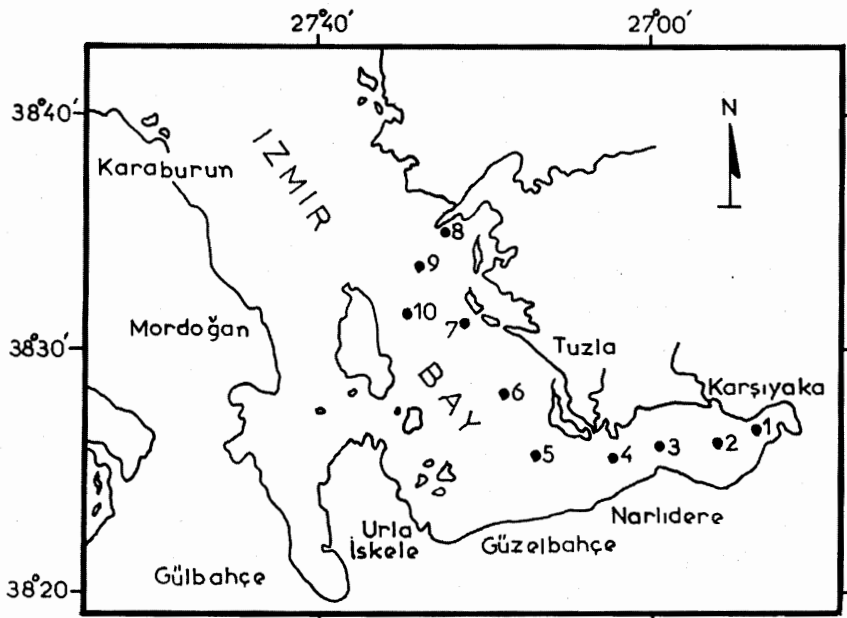 27°40'
27°00'
38°40'
N
IZMIR
Karaburun
8
9
10
Mordoğan
7
38°30'
Tuzla
BAY
6
Karşıyaka
1
2
3
4
5
Narlıdere
Urla
İskele
Güzelbahçe
Gülbahçe
38°20'